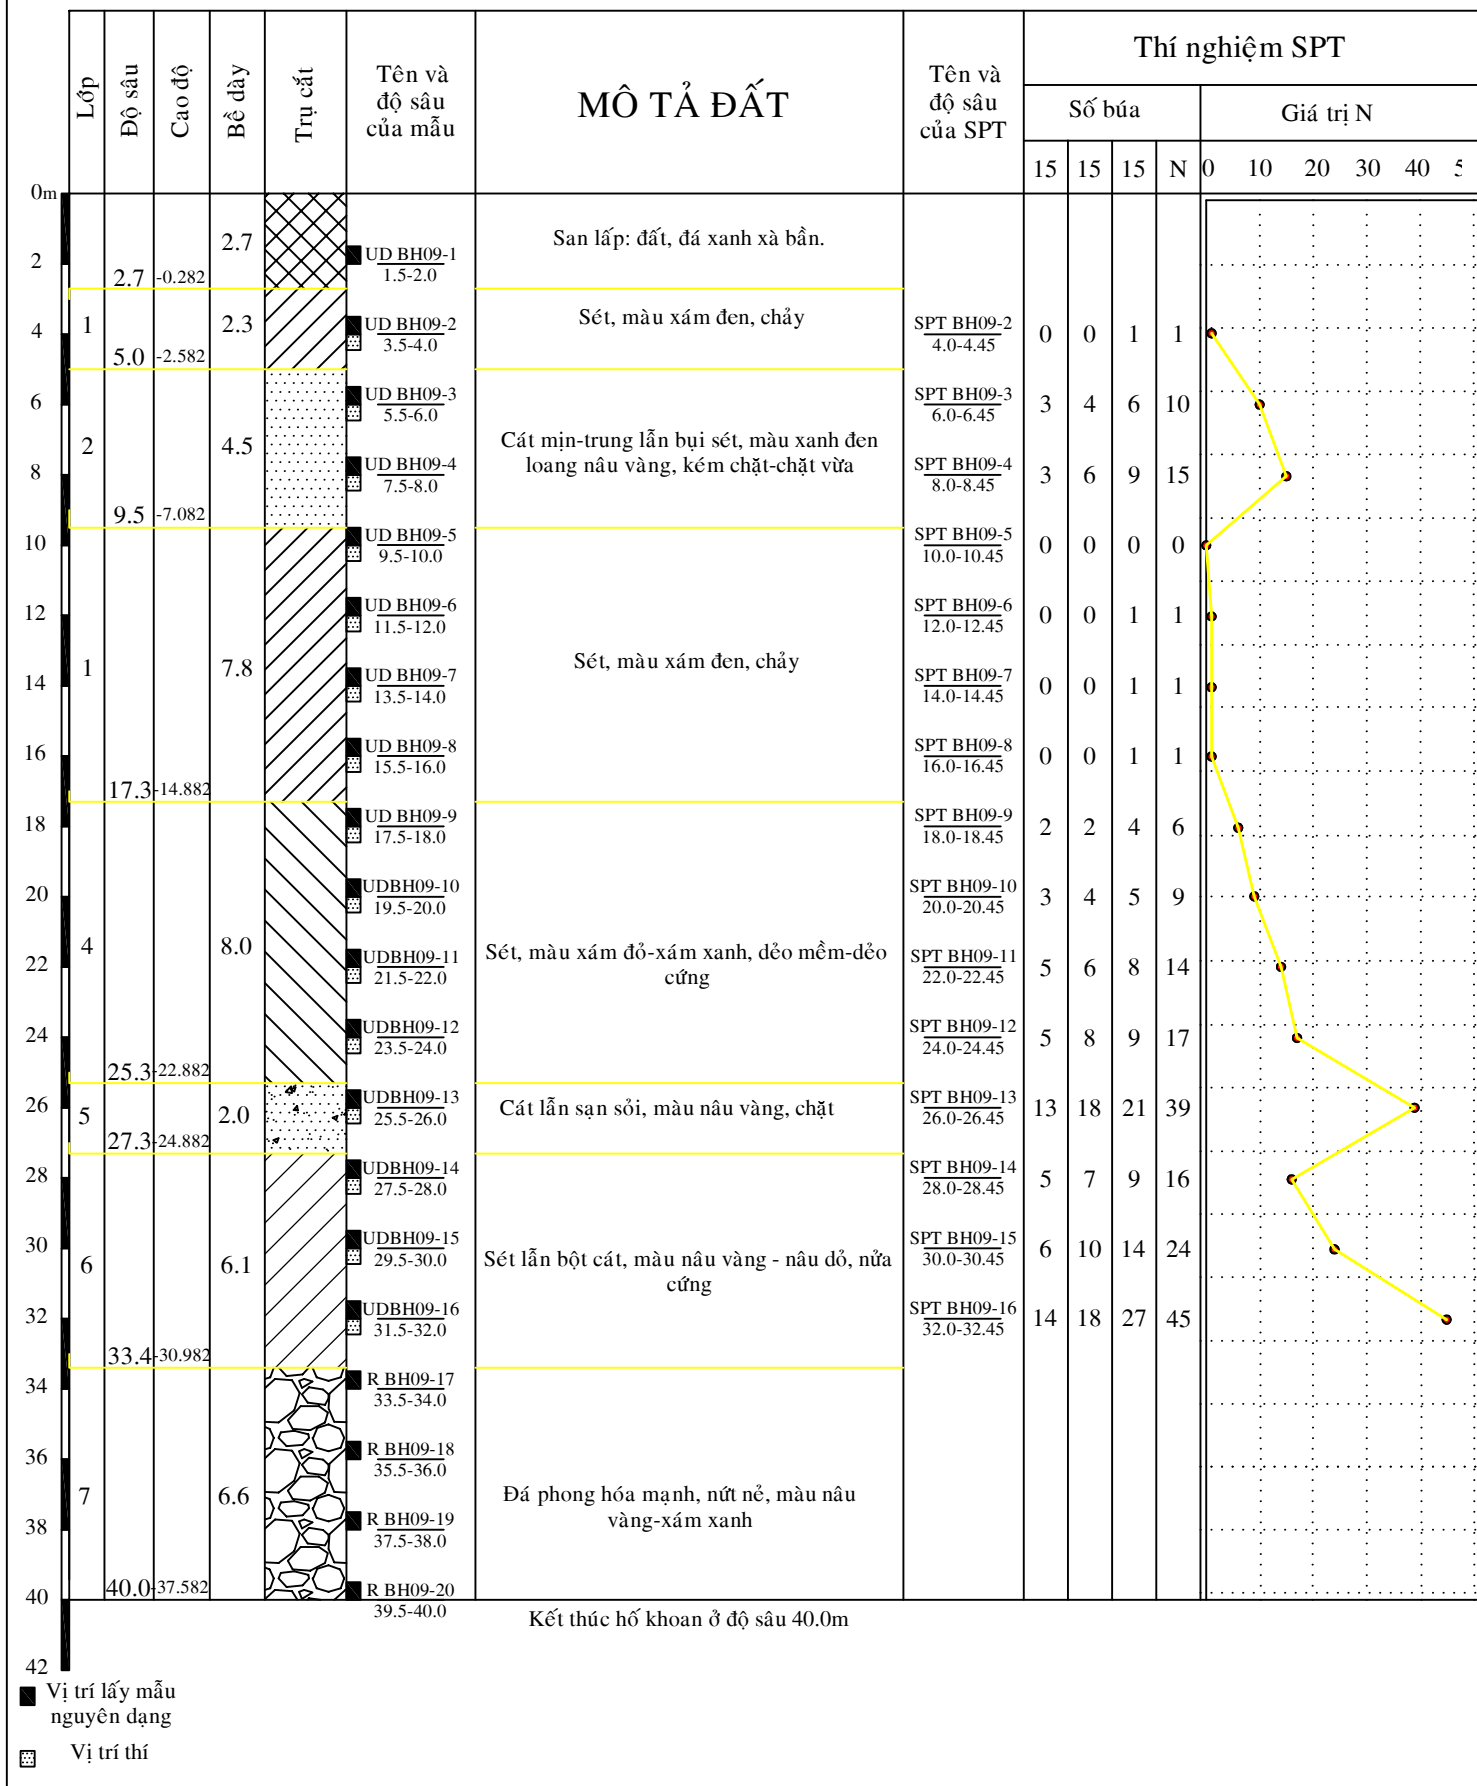 Lớp
Độ sâu
Cao độ
Bề dày
Trụ cắt
Tên và
độ sâu
của mẫu
MÔ TẢ ĐẤT
Tên và
độ sâu
của SPT
Thí nghiệm SPT
Số búa
Giá trị N
15 15 15 N 0 10 20 30 40
0m
2.7
San lấp: đất, đá xanh xà bần.
UD BH09-1
2
1.5-2.0
2.7 -0.282
1 2.3
Sét, màu xám đen, chảy
UD BH09-2 SPT BH09-2
4 0 0 1 1
3.5-4.0 4.0-4.45
5.0 -2.582
UD BH09-3 SPT BH09-3
6 3 4 6 10
5.5-6.0 6.0-6.45
2 4.5
Cát mịn-trung lẫn bụi sét, màu xanh đen
loang nâu vàng, kém chặt-chặt vừa
UD BH09-4 SPT BH09-4
8 3 6 9 15
7.5-8.0 8.0-8.45
9.5 -7.082
UD BH09-5 SPT BH09-5
10 0 0 0 0
9.5-10.0 10.0-10.45
UD BH09-6 SPT BH09-6
12 0 0 1 1
11.5-12.0 12.0-12.45
1 7.8
Sét, màu xám đen, chảy
UD BH09-7 SPT BH09-7
14 0 0 1 1
13.5-14.0 14.0-14.45
UD BH09-8 SPT BH09-8
16 0 0 1 1
15.5-16.0 16.0-16.45
17.3 -14.882
UD BH09-9 SPT BH09-9
18 2 2 4 6
17.5-18.0 18.0-18.45
UDBH09-10 SPT BH09-10
20 3 4 5 9
19.5-20.0 20.0-20.45
4 8.0
Sét, màu xám đỏ-xám xanh, dẻo mềm-dẻo
cứng
UDBH09-11 SPT BH09-11
22 5 6 8 14
21.5-22.0 22.0-22.45
UDBH09-12 SPT BH09-12
24 5 8 9 17
23.5-24.0 24.0-24.45
25.3 -22.882
UDBH09-13 SPT BH09-13
26 13 18 21 39
25.5-26.0 26.0-26.45
5 2.0
Cát lẫn sạn sỏi, màu nâu vàng, chặt
27.3 -24.882
UDBH09-14 SPT BH09-14
28 5 7 9 16
27.5-28.0 28.0-28.45
UDBH09-15 SPT BH09-15
30 6 10 14 24
29.5-30.0 30.0-30.45
6 6.1
Sét lẫn bột cát, màu nâu vàng - nâu dỏ, nửa
cứng
UDBH09-16 SPT BH09-16
32 14 18 27 45
31.5-32.0 32.0-32.45
33.4 -30.982
R BH09-17
34
33.5-34.0
R BH09-18
36
35.5-36.0
7 6.6
Đá phong hóa mạnh, nứt nẻ, màu nâu
vàng-xám xanh
R BH09-19
38
37.5-38.0
40.0 -37.582
R BH09-20
40
39.5-40.0
Kết thúc hố khoan ở độ sâu 40.0m
42
Vị trí lấy mẫu
nguyên dạng
Vị trí thí